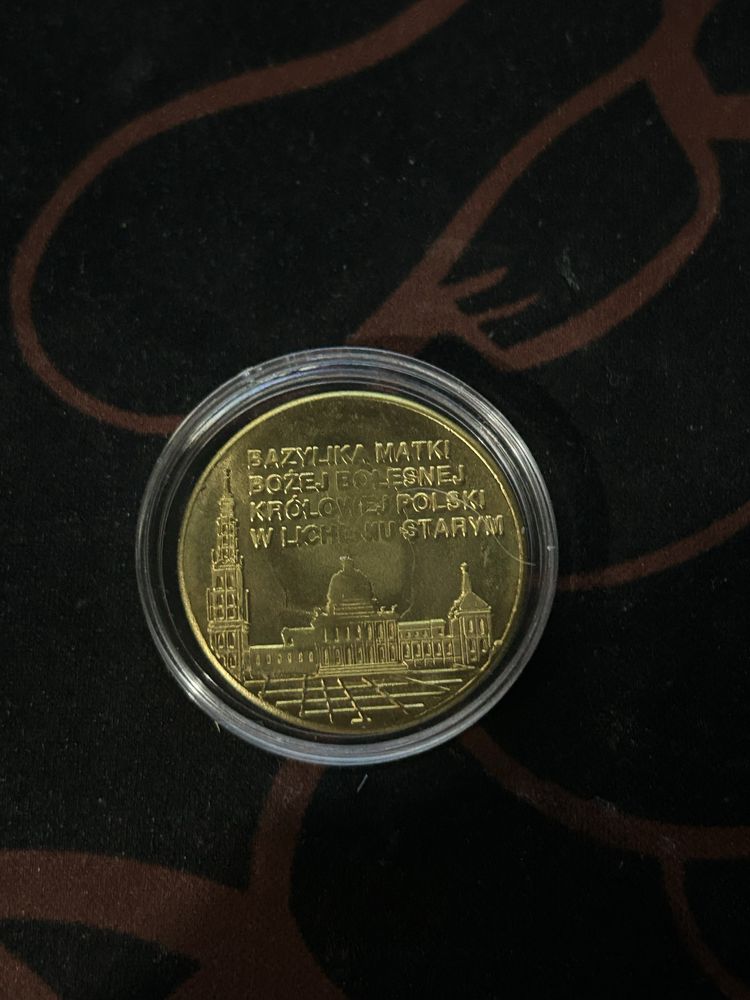 BAZYLIKA MATKI
BOŻEJ BOLESNEJ
KRÓLOWEJ POLSKI
W LICHENIU STARYM